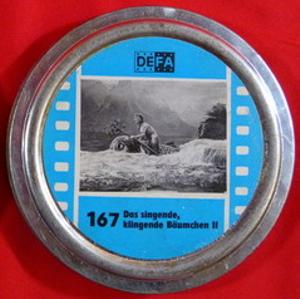 DEFA
167 Das singende,
klingende Bäumchen II